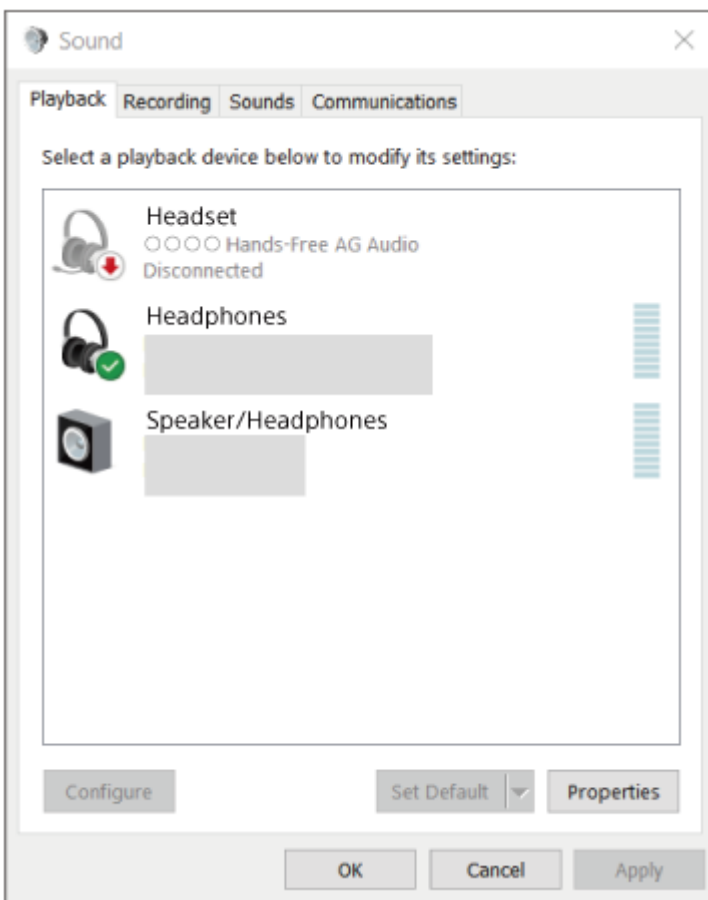 Sound
Playback Recording Sounds Communications
Select a playback device below to modify its settings:
Headset
○○○○ Hands-Free AG Audio
Disconnected
Headphones
Speaker/Headphones
Configure Set Default Properties
OK Cancel Apply